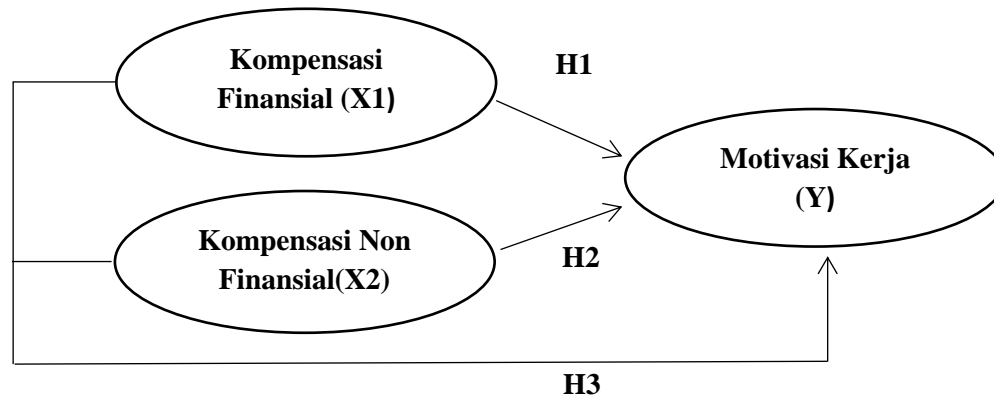 Kompensasi
Finansial (X1)
H1
Motivasi Kerja
(Y)
Kompensasi Non
Finansial(X2)
H2
H3